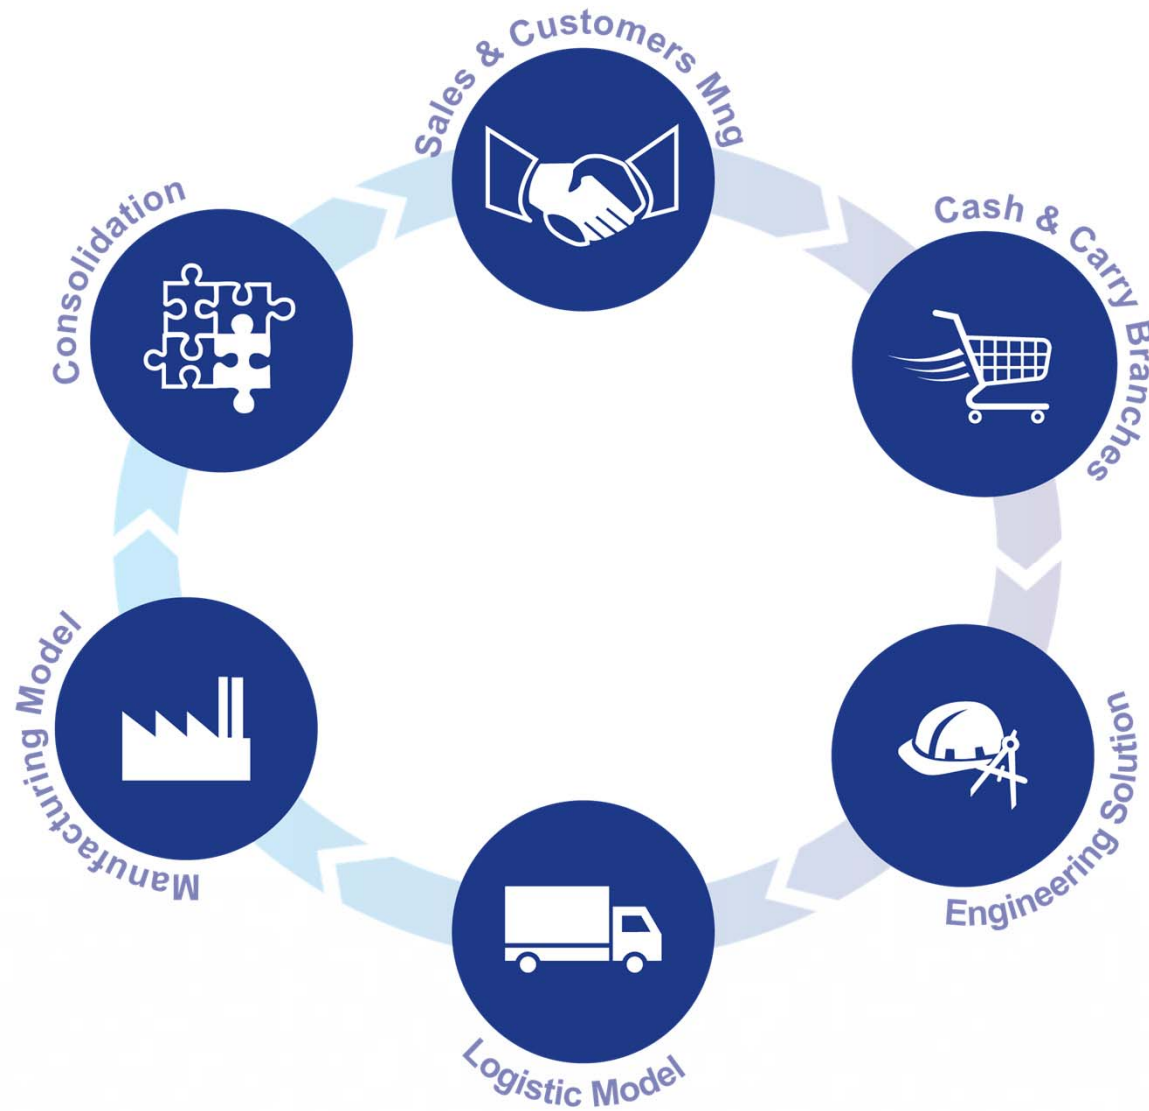 Sales & Customers Mng
Cash & Carry Branches
Engineering Solution
Logistic Model
Manufacturing Model
Consolidation